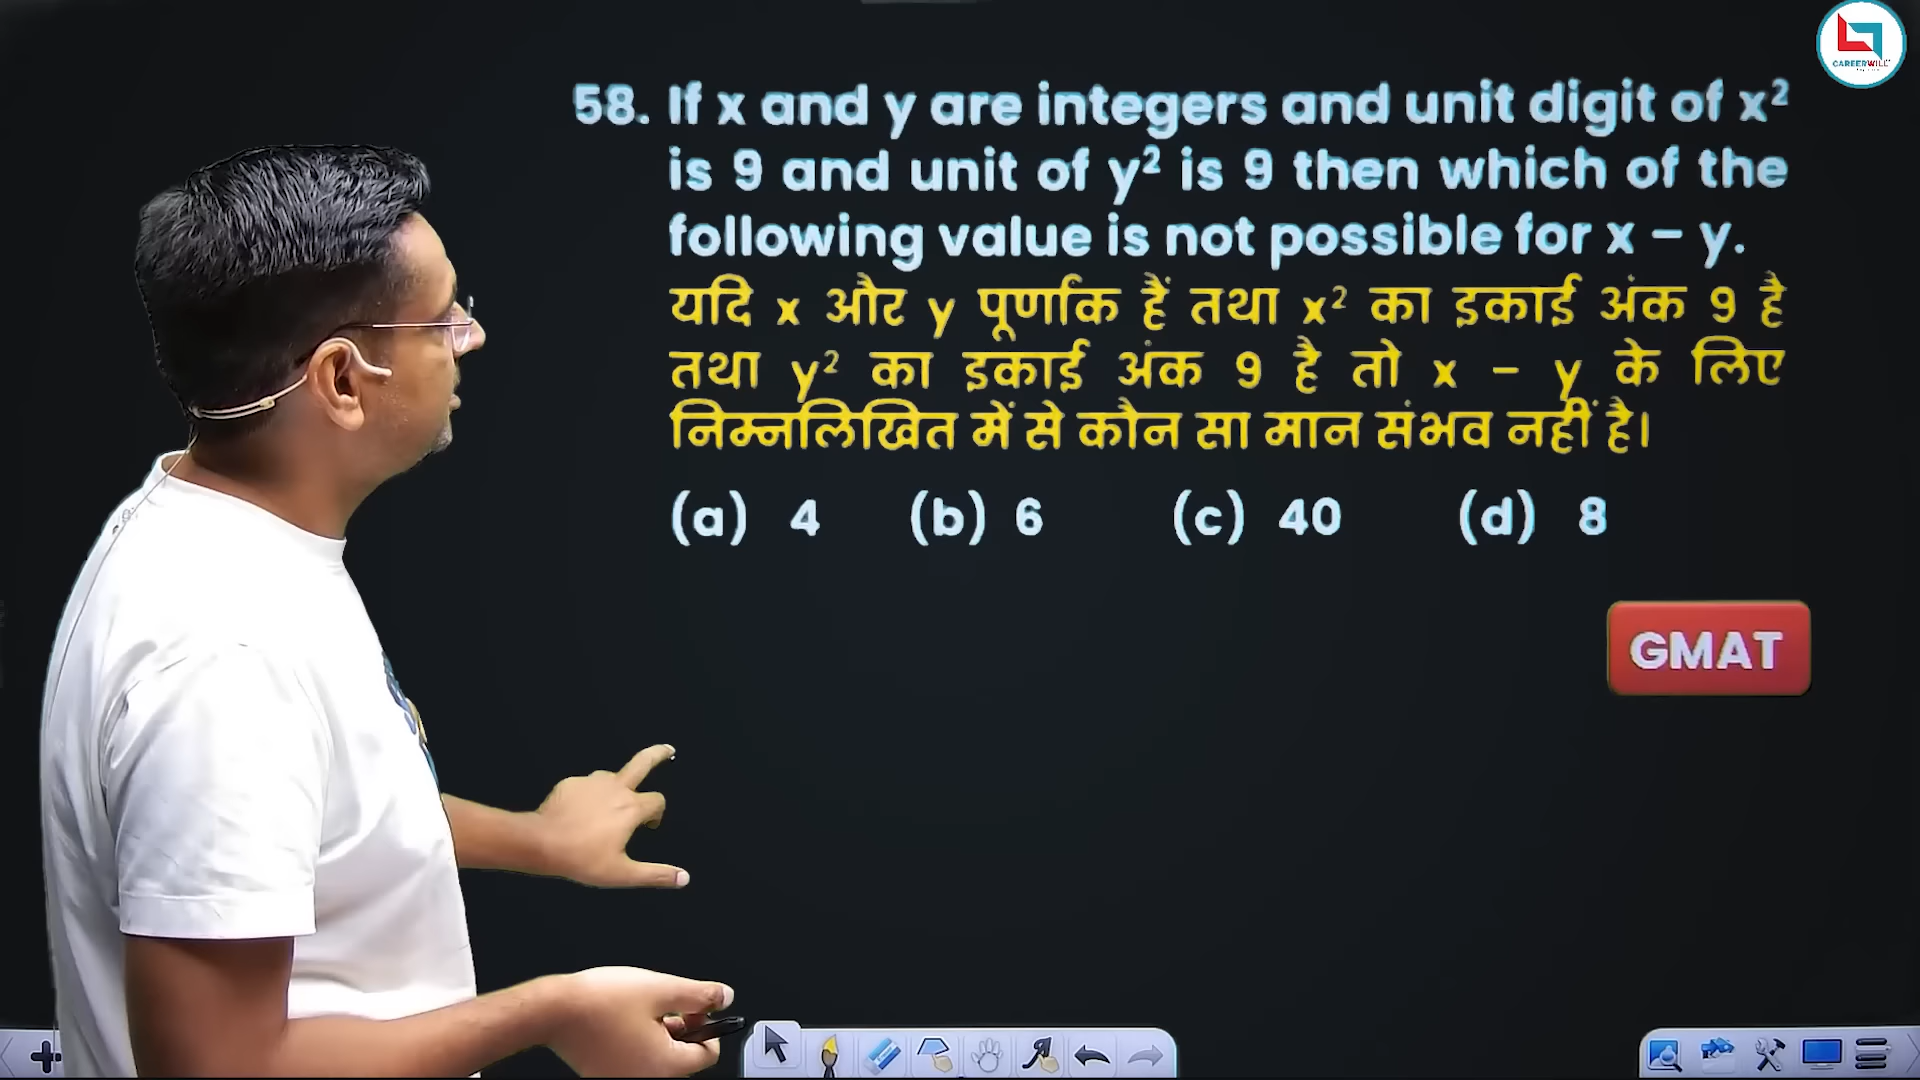 CAREERWILL
58. If x and y are integers and unit digit of x²
is 9 and unit of y² is 9 then which of the
following value is not possible for x – y.
यदि x और y पूर्णाक हैं तथा x² का इकाई अंक 9 है
तथा y² का इकाई अंक 9 है तो x – y के लिए
निम्नलिखित में से कौन सा मान संभव नहीं है।
(a) 4 (b) 6 (c) 40 (d) 8
GMAT